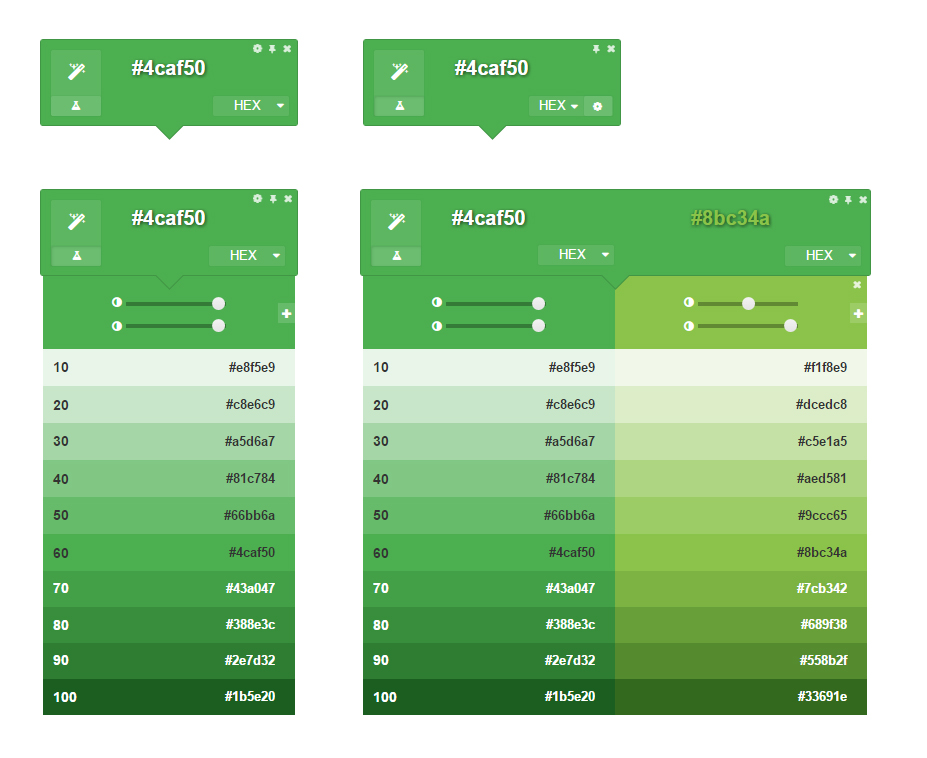 #4caf50
HEX
#4caf50
HEX
#4caf50
HEX
10 #e8f5e9
20 #c8e6c9
30 #a5d6a7
40 #81c784
50 #66bb6a
60 #4caf50
70 #43a047
80 #388e3c
90 #2e7d32
100 #1b5e20
#4caf50 #8bc34a
HEX HEX
10 #e8f5e9 #f1f8e9
20 #c8e6c9 #dcedc8
30 #a5d6a7 #c5e1a5
40 #81c784 #aed581
50 #66bb6a #9ccc65
60 #4caf50 #8bc34a
70 #43a047 #7cb342
80 #388e3c #689f38
90 #2e7d32 #558b2f
100 #1b5e20 #33691e